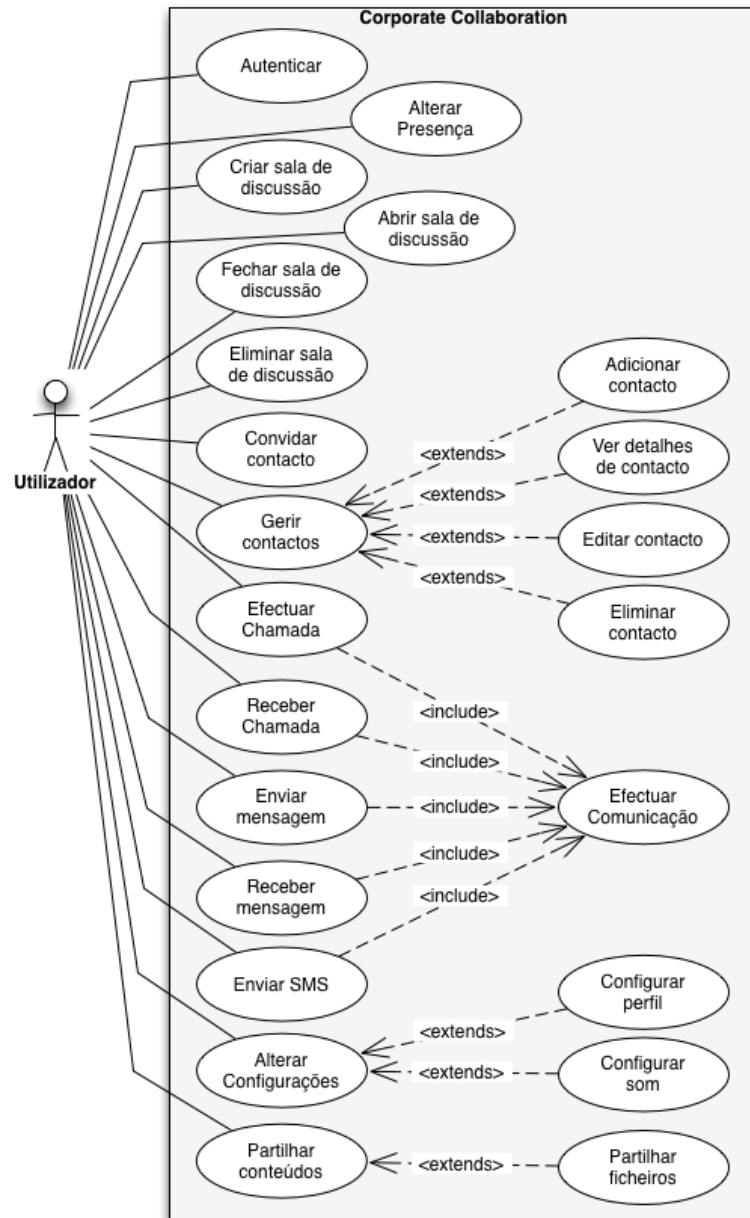 Corporate Collaboration
Autenticar
Alterar
Presença
Criar sala de
discussão
Abrir sala de
discussão
Fechar sala de
discussão
Eliminar sala
de discussão
Adicionar
contacto
Convidar
contacto
<extends>
Ver detalhes
de contacto
Utilizador
<extends>
Gerir
contactos
<extends>
Editar contacto
<extends>
Eliminar
contacto
Efectuar
Chamada
<include>
Receber
Chamada
<include>
Enviar
mensagem
<include>
Efectuar
Comunicação
<include>
Receber
mensagem
<include>
Enviar SMS
Configurar
perfil
<extends>
Alterar
Configurações
<extends>
Configurar
som
Partilhar
conteúdos
<extends>
Partilhar
ficheiros